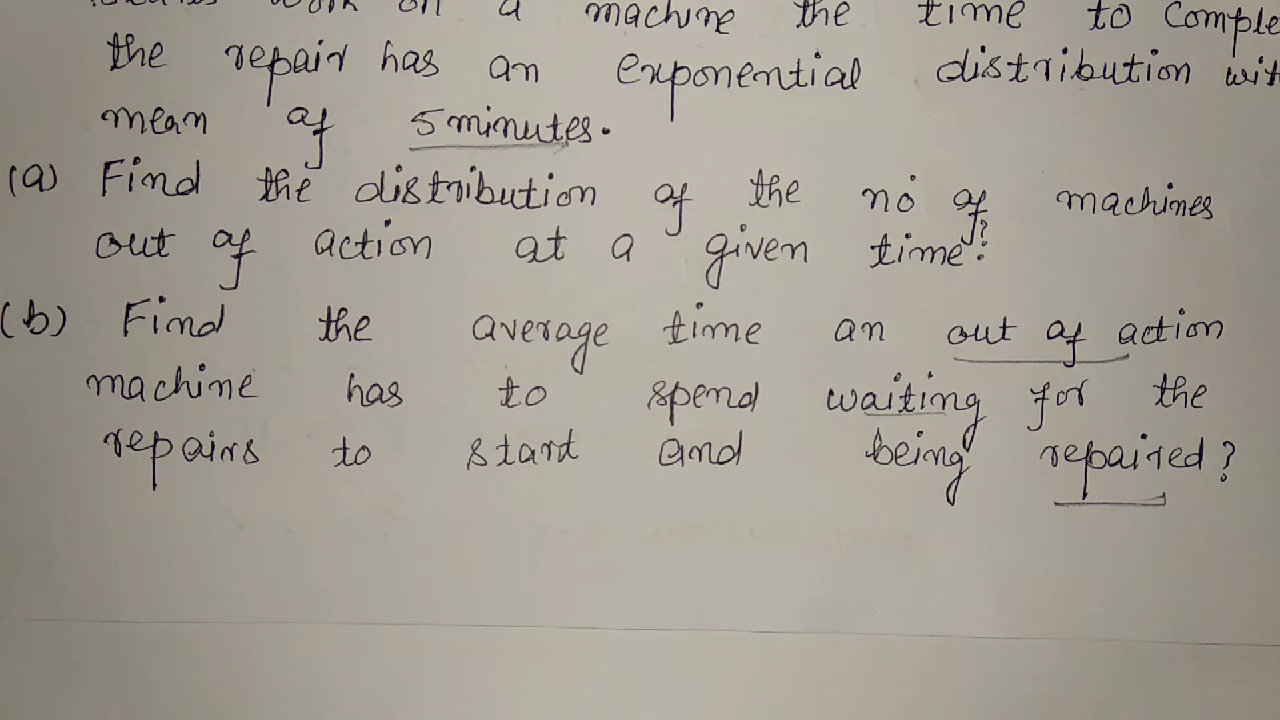 work on a machine the time to Comple
the repair has an exponential distribution wit
mean of 5 minutes.
(a) Find the distribution of the no of machines
out of action at a given time?
(b) Find the average time an out of action
machine has to spend waiting for the
repairs to start and being repaired?